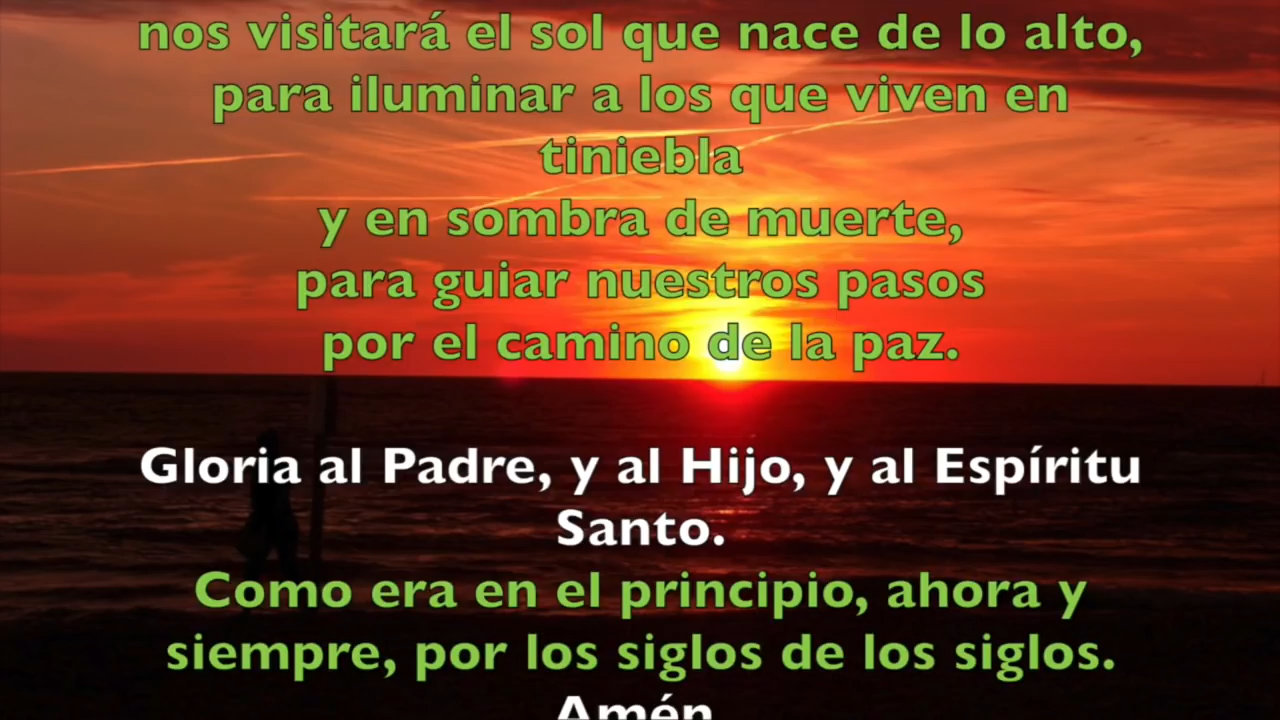 nos visitará el sol que nace de lo alto,
para iluminar a los que viven en
tiniebla
y en sombra de muerte,
para guiar nuestros pasos
por el camino de la paz.
Gloria al Padre, y al Hijo, y al Espíritu
Santo.
Como era en el principio, ahora y
siempre, por los siglos de los siglos.
Amén